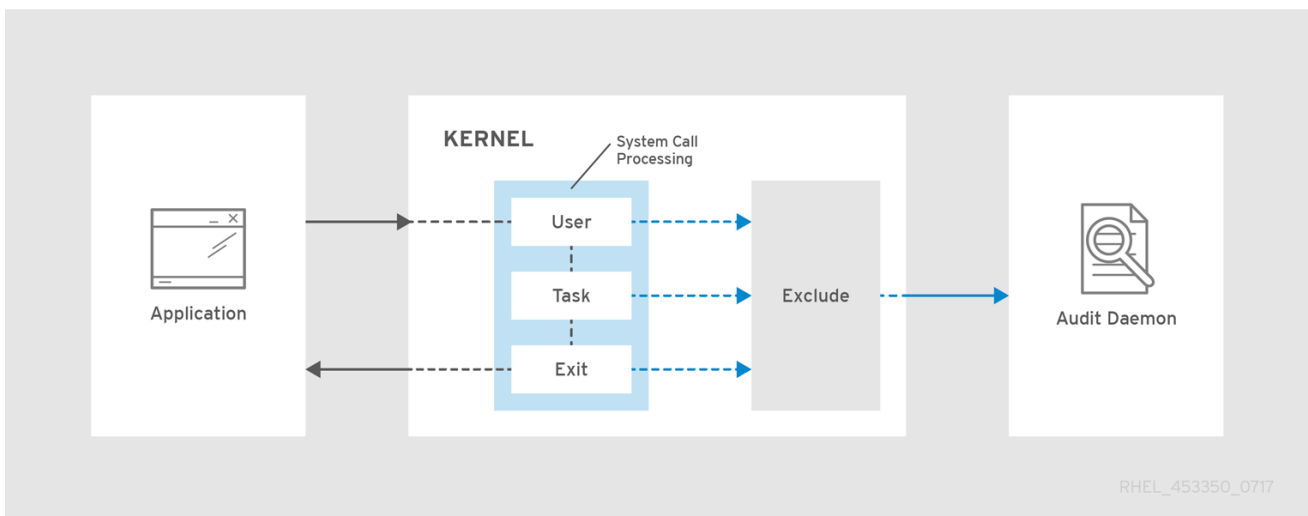 KERNEL
System Call
Processing
User
Task
Exclude
Exit
Application
Audit Daemon
RHEL_453350_0717